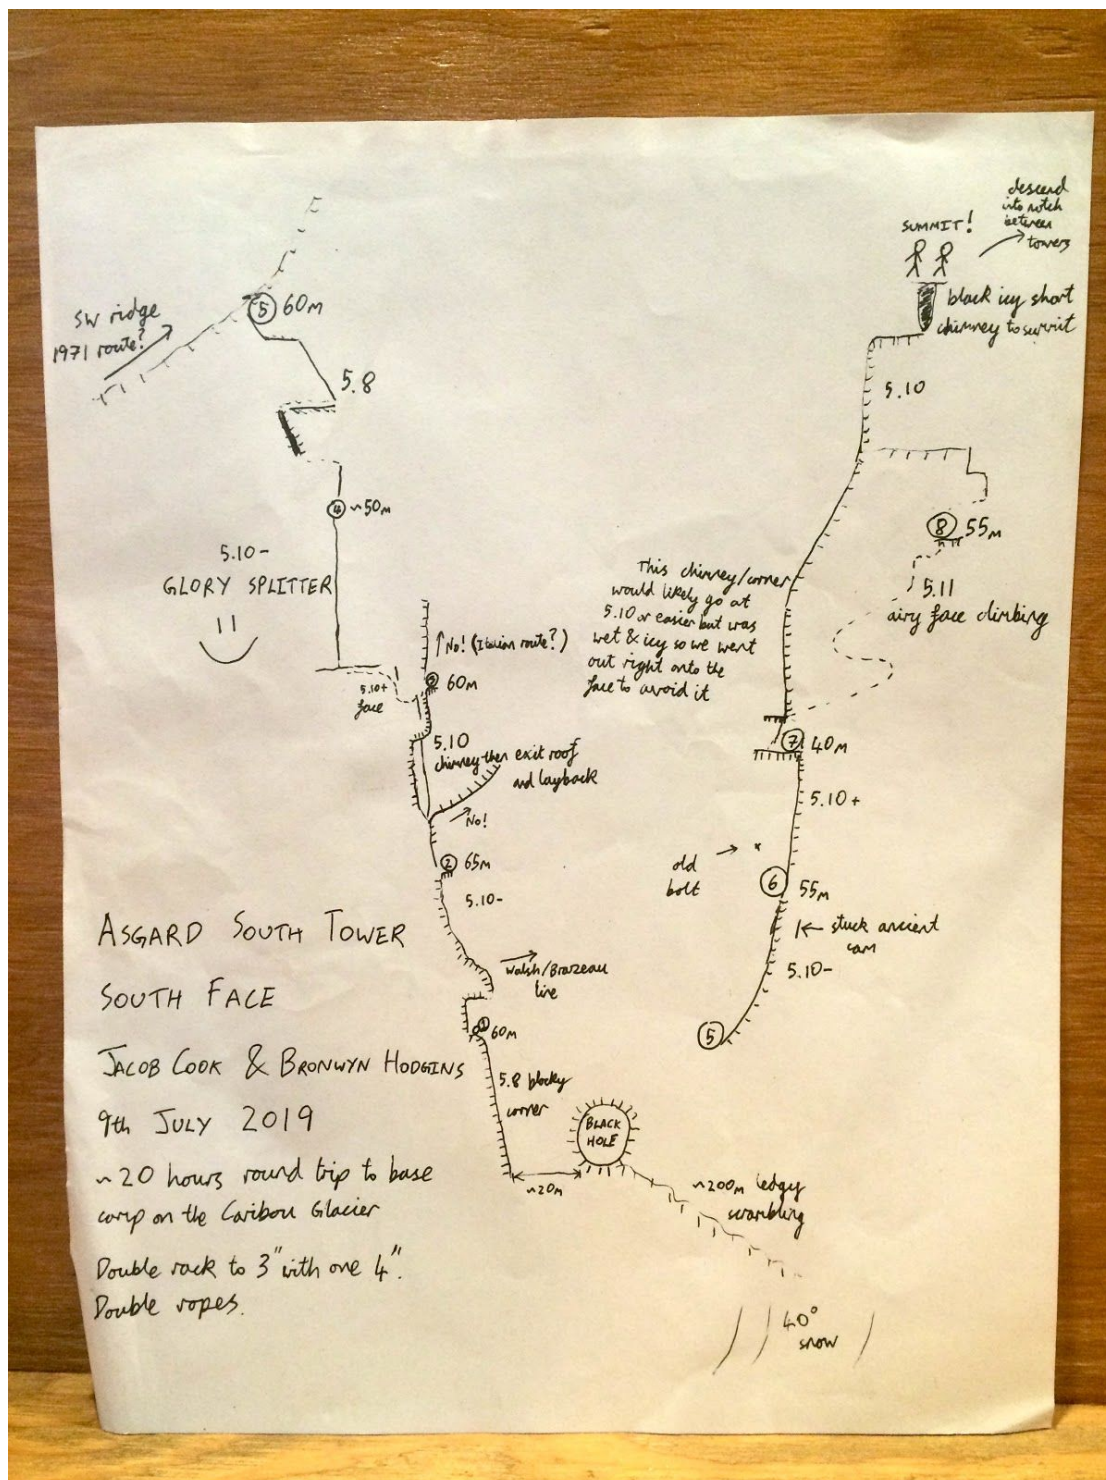 descend
into notch
between
towers
SUMMIT!
black icy short
chimney to summit
5.10
⑧ 55m
5.11
airy face climbing
This chimney/corner
would likely go at
5.10 or easier but was
wet & icy so we went
out right onto the
face to avoid it
⑦ 40m
5.10+
old
bolt
⑥ 55m
stuck ancient
cam
5.10-
⑤
⑤ 60m
SW ridge
1971 route?
5.8
④ ~50m
5.10-
GLORY SPLITTER
No! (Italian route?)
60m
5.10+
face
5.10
chimney then exit roof
and layback
No!
② 65m
5.10-
Walsh/Brazeau
line
① 60m
5.8 blocky
corner
BLACK
HOLE
~20m
~200m ledgy
scrambling
40°
snow
ASGARD SOUTH TOWER
SOUTH FACE
JACOB COOK & BRONWYN HODGINS
9th JULY 2019
~20 hours round trip to base
camp on the Caribou Glacier
Double rack to 3" with one 4".
Double ropes.